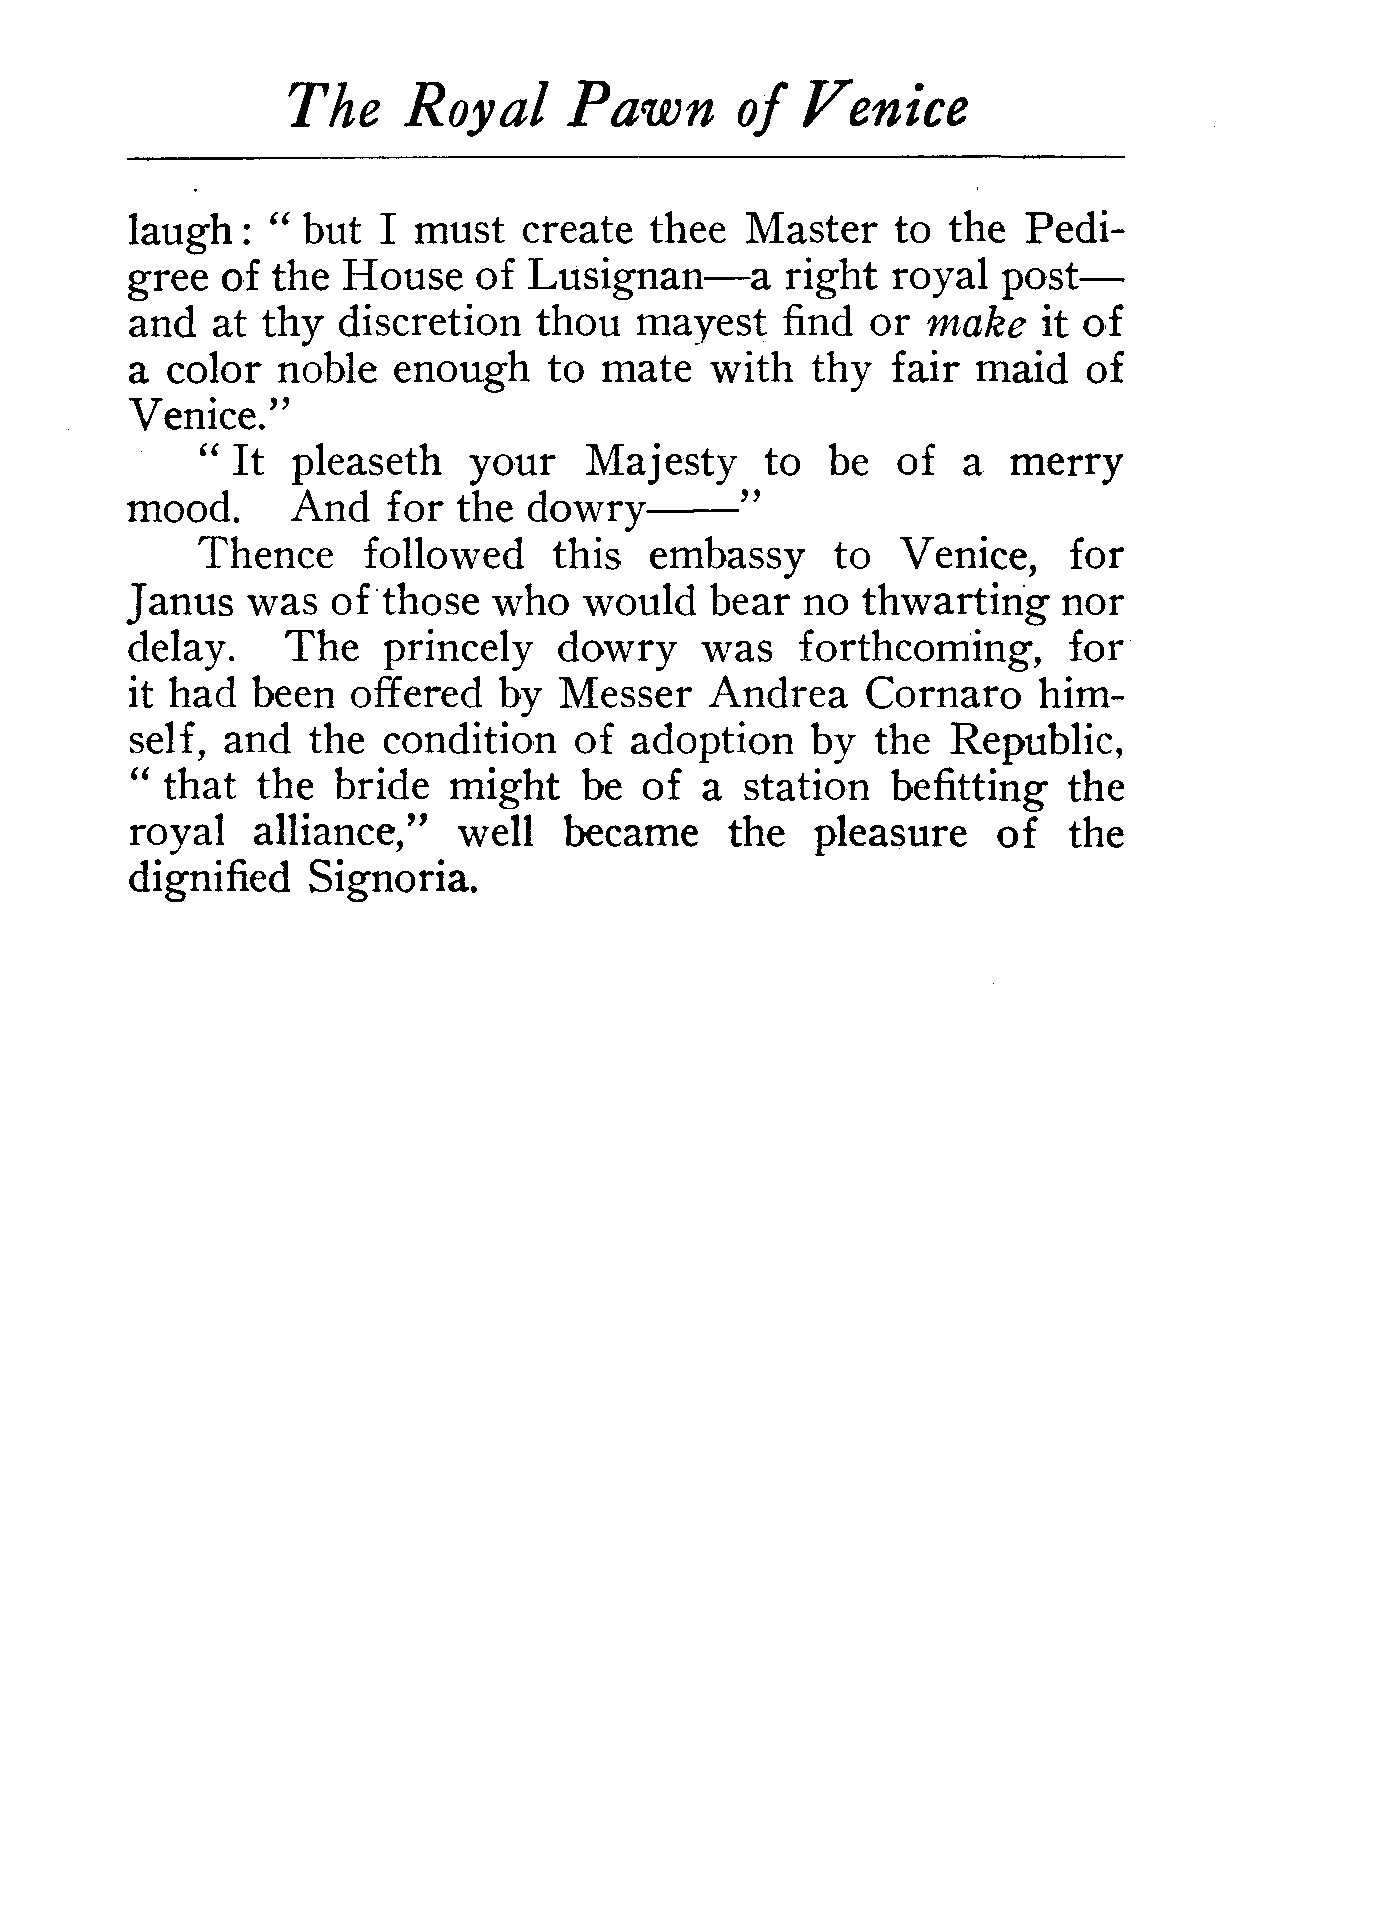 The Royal Pawn of Venice
laugh: “ but I must create thee Master to the Pedi-
gree of the House of Lusignan—a right royal post—
and at thy discretion thou mayest find or make it of
a color noble enough to mate with thy fair maid of
Venice.”
“ It pleaseth your Majesty to be of a merry
mood. And for the dowry——”
Thence followed this embassy to Venice, for
Janus was of those who would bear no thwarting nor
delay. The princely dowry was forthcoming, for
it had been offered by Messer Andrea Cornaro him-
self, and the condition of adoption by the Republic,
“ that the bride might be of a station befitting the
royal alliance,” well became the pleasure of the
dignified Signoria.